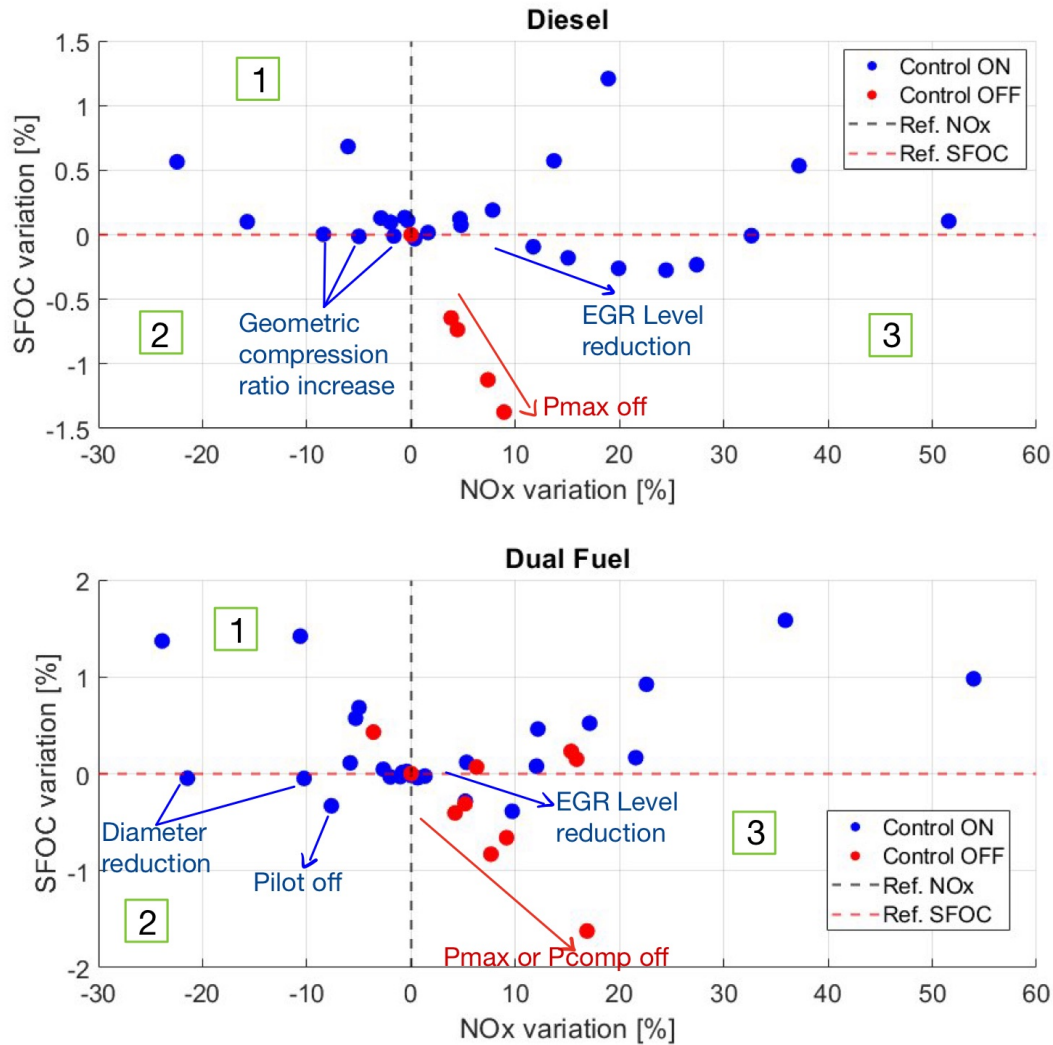 Diesel
1.5
1
Control ON
Control OFF
Ref. NOx
Ref. SFOC
1
0.5
0
-0.5
-1
-1.5
SFOC variation [%]
2
Geometric
compression
ratio increase
EGR Level
reduction
3
Pmax off
-30
-20
-10
0
10
20
30
40
50
60
NOx variation [%]
Dual Fuel
2
1
1
0
-1
-2
SFOC variation [%]
Diameter
reduction
Pilot off
EGR Level
reduction
3
2
Pmax or Pcomp off
Control ON
Control OFF
Ref. NOx
Ref. SFOC
-30
-20
-10
0
10
20
30
40
50
60
NOx variation [%]